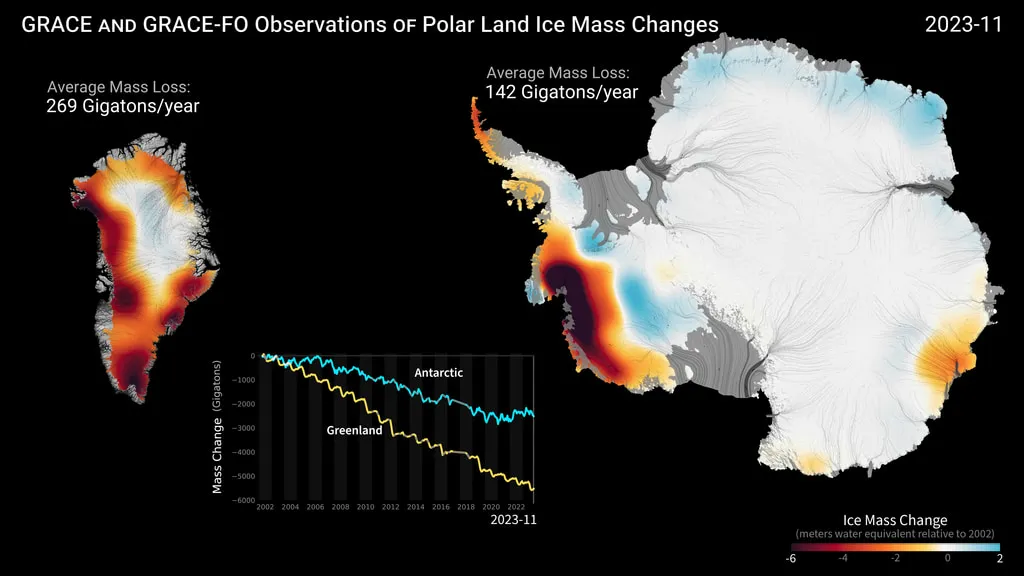 GRACE AND GRACE-FO Observations OF Polar Land Ice Mass Changes
2023-11
Average Mass Loss:
269 Gigatons/year
Average Mass Loss:
142 Gigatons/year
Mass Change (Gigatons)
0
−1000
−2000
−3000
−4000
−5000
−6000
Antarctic
Greenland
2002 2004 2006 2008 2010 2012 2014 2016 2018 2020 2022
2023-11
Ice Mass Change
(meters water equivalent relative to 2002)
-6 -4 -2 0 2